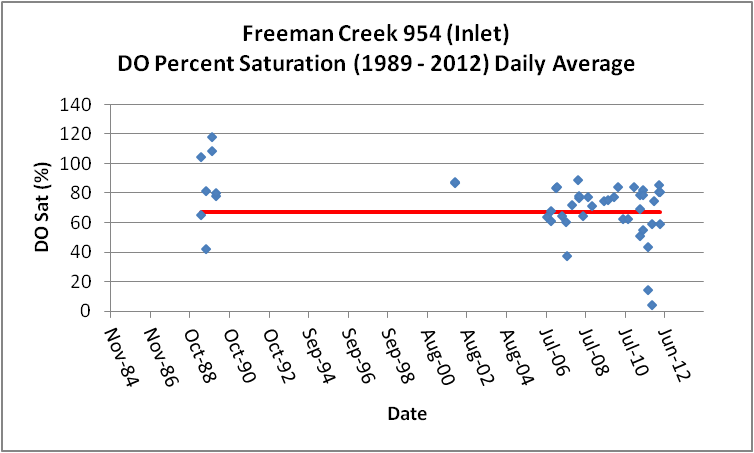 Freeman Creek 954 (Inlet)
DO Percent Saturation (1989 - 2012) Daily Average
DO Sat (%)
140
120
100
80
60
40
20
0
Nov-84
Nov-86
Oct-88
Oct-90
Oct-92
Sep-94
Sep-96
Sep-98
Aug-00
Aug-02
Aug-04
Jul-06
Jul-08
Jul-10
Jun-12
Date